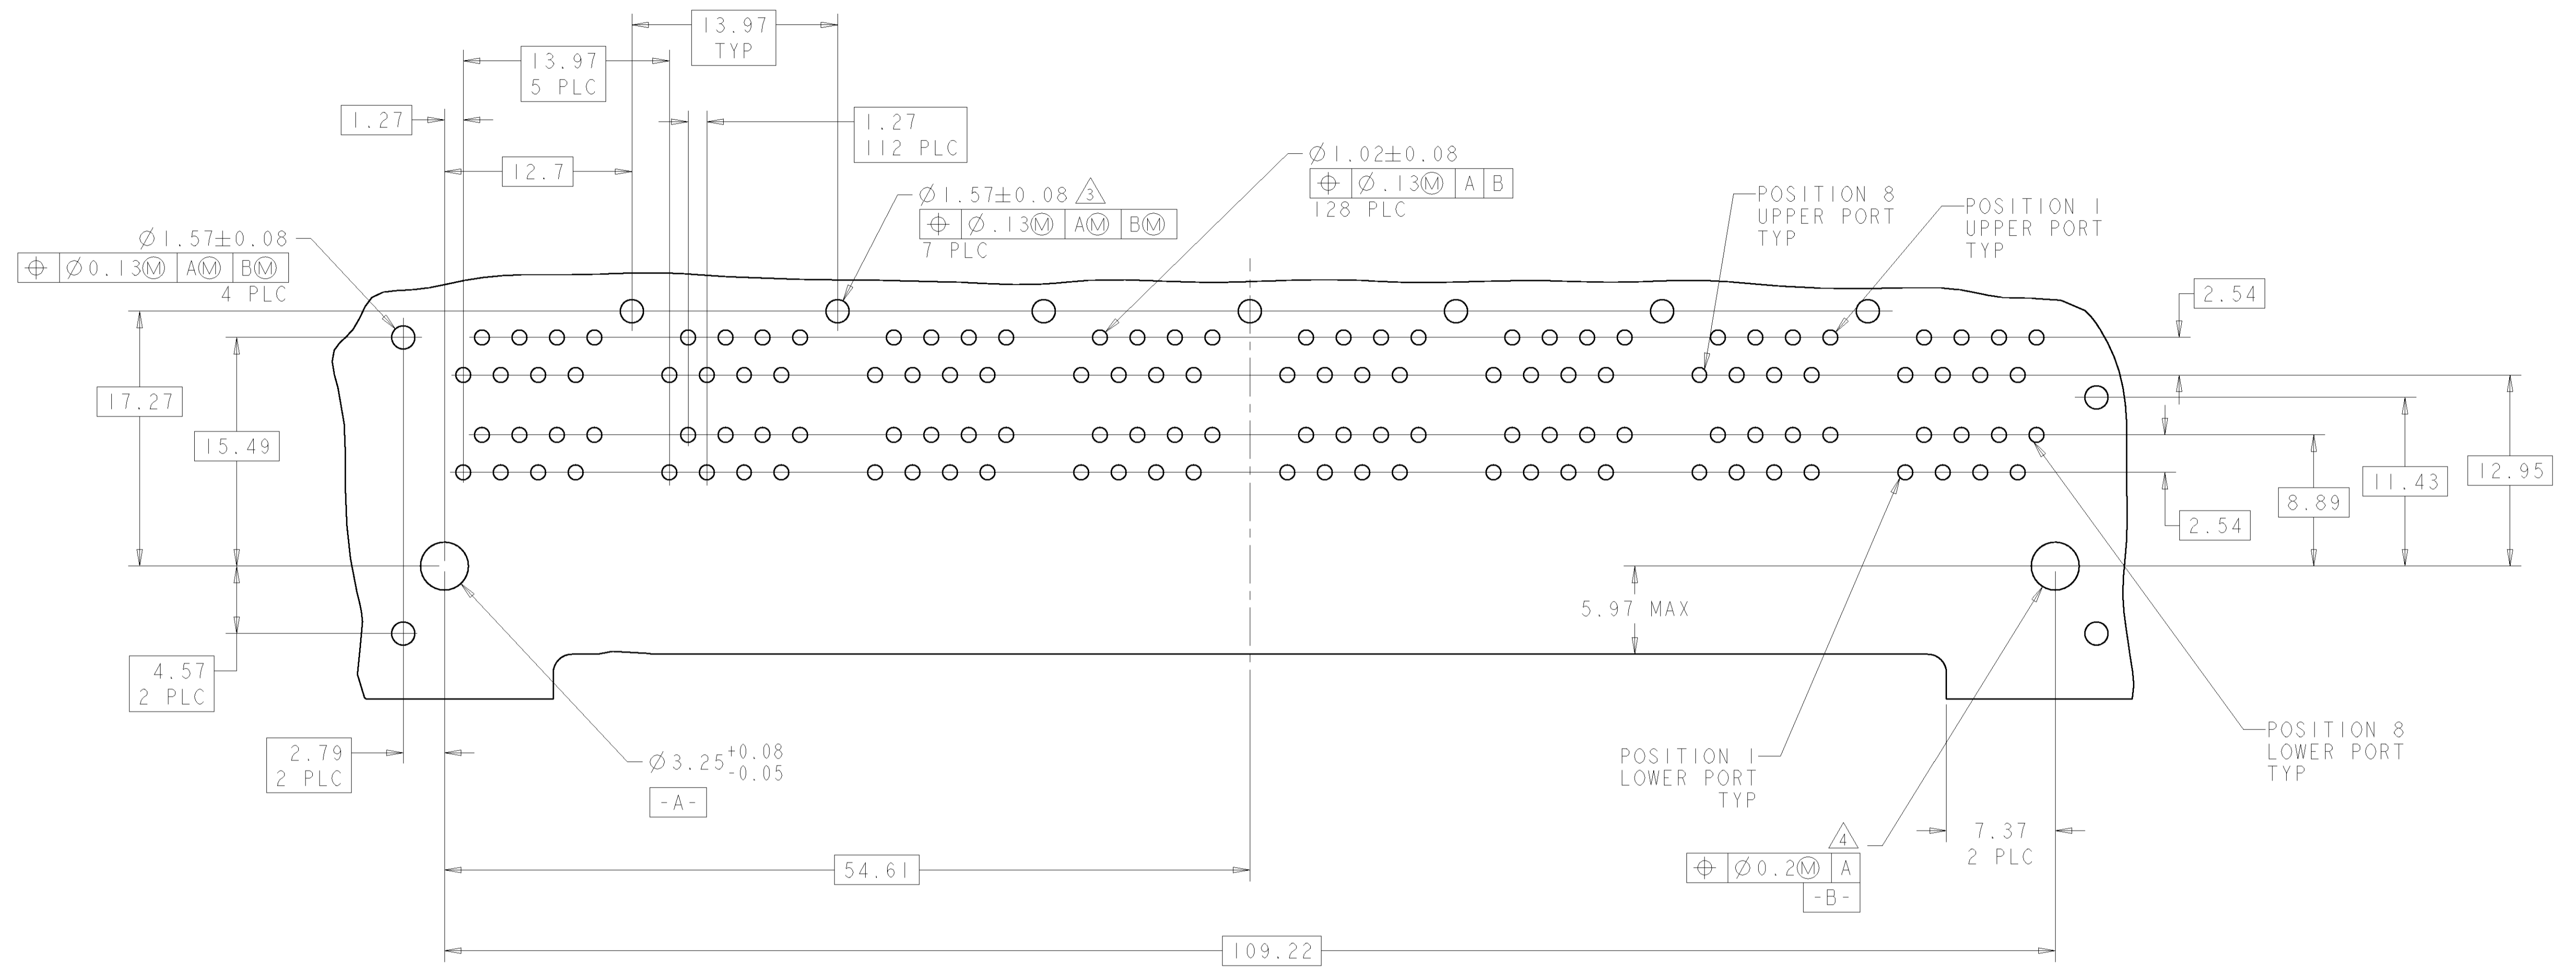 13.97
TYP
13.97
5 PLC
1.27
1.27
112 PLC
12.7
Ø1.02±0.08
⌖ Ø.13Ⓜ A B
128 PLC
POSITION 8
UPPER PORT
TYP
POSITION 1
UPPER PORT
TYP
Ø1.57±0.08 3
⌖ Ø.13Ⓜ AⓂ BⓂ
7 PLC
Ø1.57±0.08
⌖ Ø0.13Ⓜ AⓂ BⓂ
4 PLC
2.54
17.27
15.49
12.95
11.43
8.89
2.54
5.97 MAX
4.57
2 PLC
2.79
2 PLC
Ø3.25 +0.08
-0.05
-A-
POSITION 1
LOWER PORT
TYP
POSITION 8
LOWER PORT
TYP
7.37
2 PLC
4
⌖ Ø0.2Ⓜ A
-B-
54.61
109.22